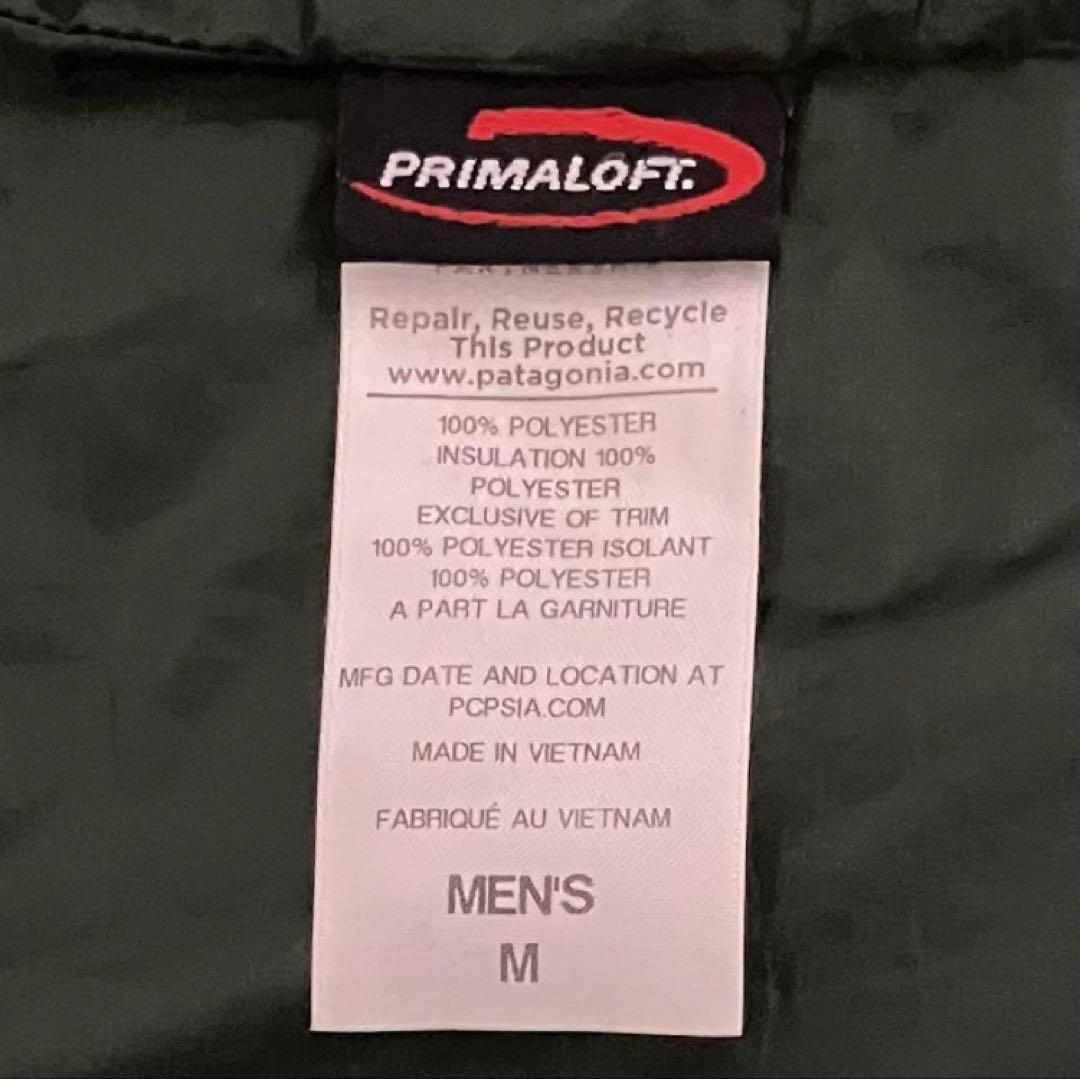 PRIMALOFT.
Repair, Reuse, Recycle
This Product
www.patagonia.com
100% POLYESTER
INSULATION 100%
POLYESTER
EXCLUSIVE OF TRIM
100% POLYESTER ISOLANT
100% POLYESTER
A PART LA GARNITURE
MFG DATE AND LOCATION AT
PCPSIA.COM
MADE IN VIETNAM
FABRIQUÉ AU VIETNAM
MEN'S
M